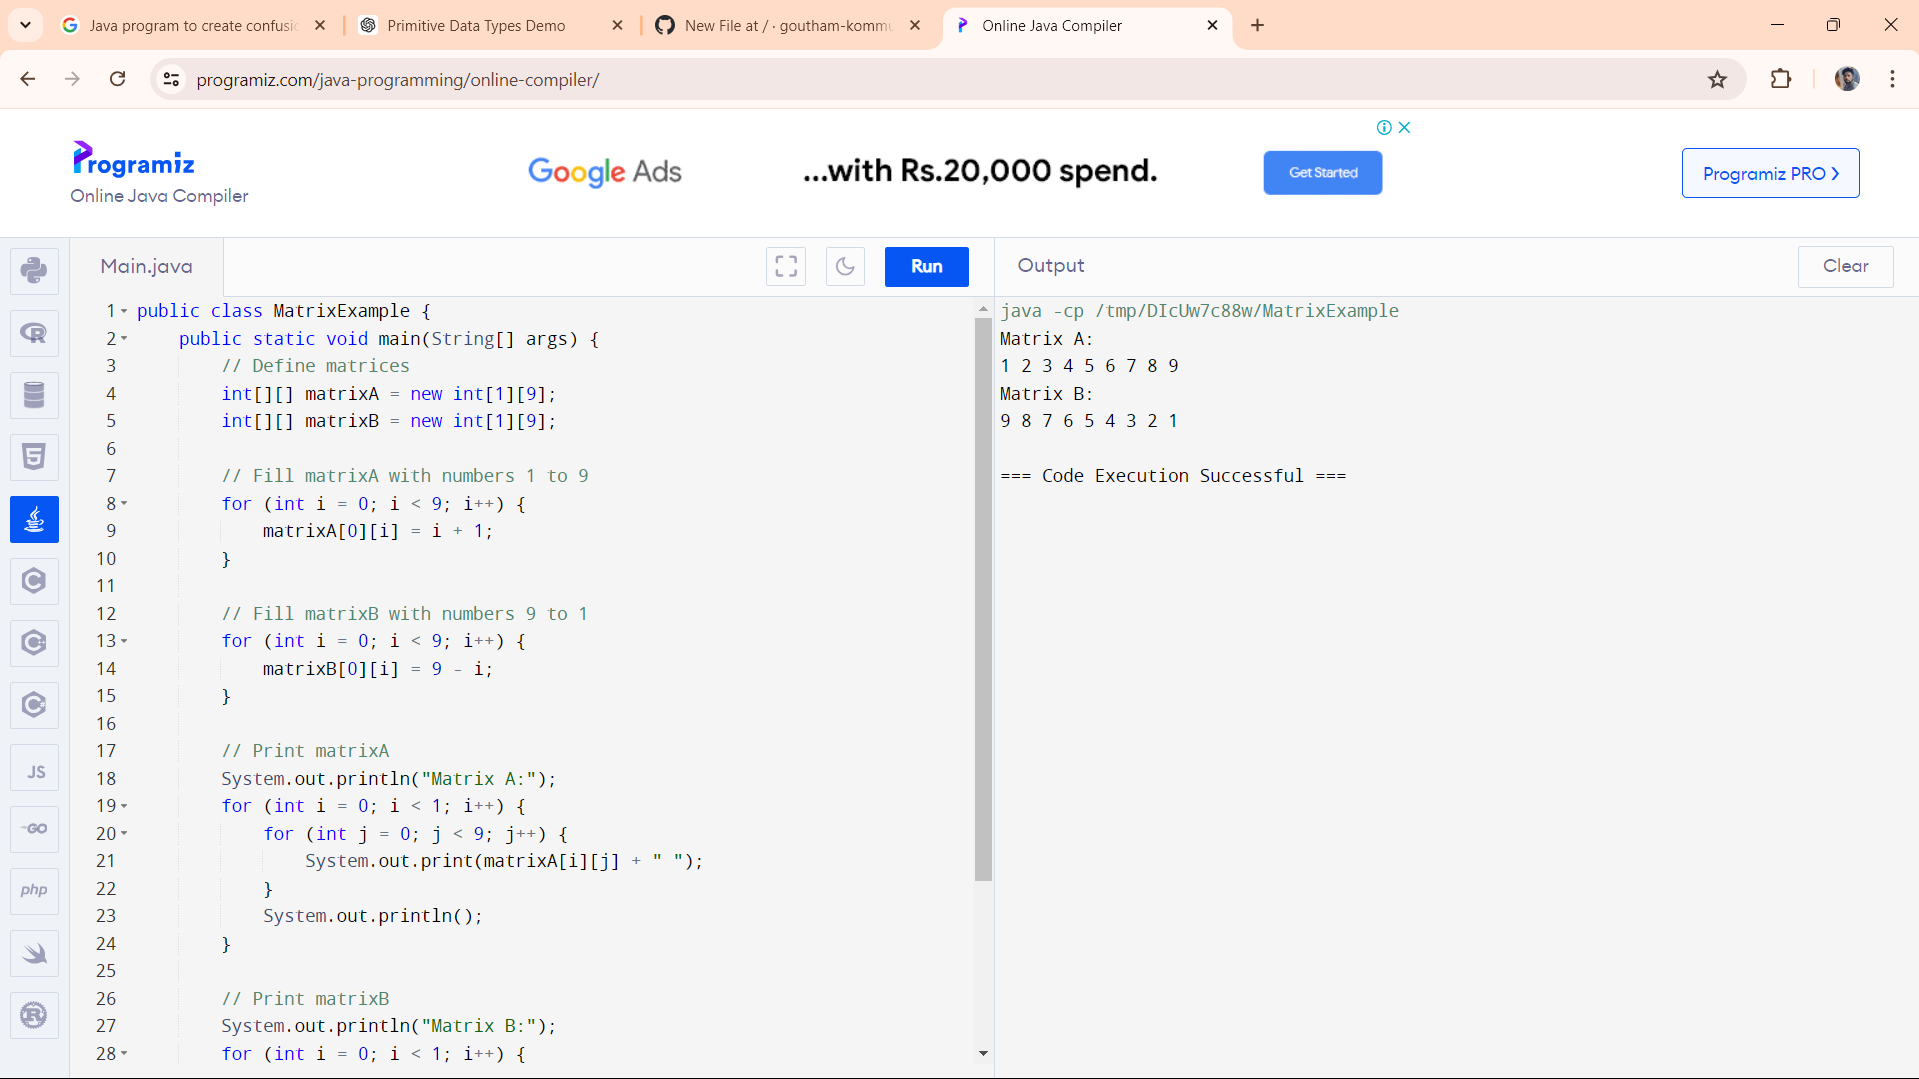 Java program to create confusic
Primitive Data Types Demo
New File at / · goutham-kommu
Online Java Compiler
programiz.com/java-programming/online-compiler/
Programiz
Online Java Compiler
Google Ads
...with Rs.20,000 spend.
Get Started
Programiz PRO
Main.java
Run
Output
Clear
1 public class MatrixExample {
2 public static void main(String[] args) {
3 // Define matrices
4 int[][] matrixA = new int[1][9];
5 int[][] matrixB = new int[1][9];
6
7 // Fill matrixA with numbers 1 to 9
8 for (int i = 0; i < 9; i++) {
9 matrixA[0][i] = i + 1;
10 }
11
12 // Fill matrixB with numbers 9 to 1
13 for (int i = 0; i < 9; i++) {
14 matrixB[0][i] = 9 - i;
15 }
16
17 // Print matrixA
18 System.out.println("Matrix A:");
19 for (int i = 0; i < 1; i++) {
20 for (int j = 0; j < 9; j++) {
21 System.out.print(matrixA[i][j] + " ");
22 }
23 System.out.println();
24 }
25
26 // Print matrixB
27 System.out.println("Matrix B:");
28 for (int i = 0; i < 1; i++) {
java -cp /tmp/DIcUw7c88w/MatrixExample
Matrix A:
1 2 3 4 5 6 7 8 9
Matrix B:
9 8 7 6 5 4 3 2 1
=== Code Execution Successful ===
JS
GO
php